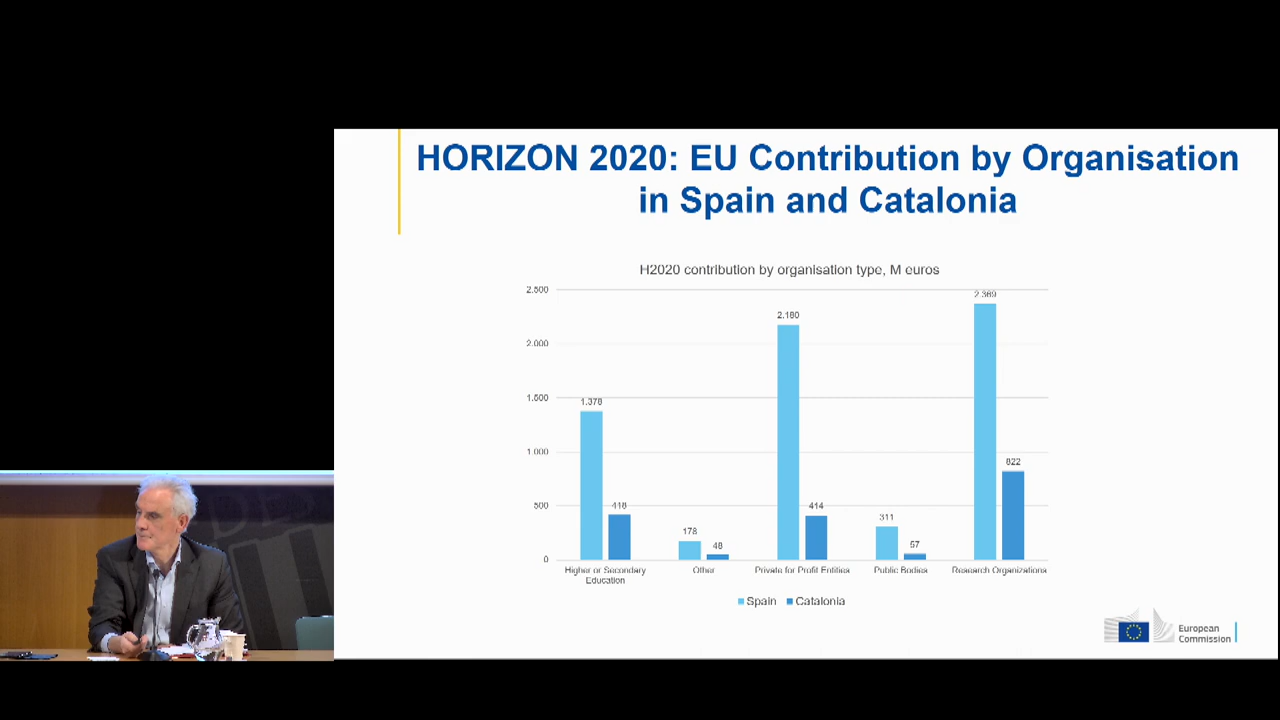 HORIZON 2020: EU Contribution by Organisation
in Spain and Catalonia
H2020 contribution by organisation type, M euros
2.500
2.000
1.500
1.000
500
0
1.378
418
178
48
2.180
414
311
57
2.369
822
Higher or Secondary
Education
Other
Private for Profit Entities
Public Bodies
Research Organizations
Spain
Catalonia
European
Commission